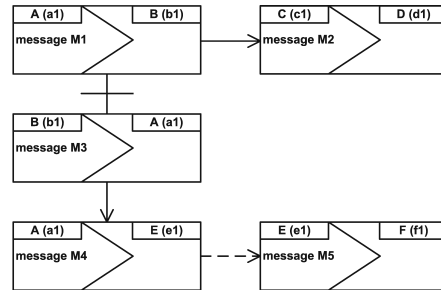 A (a1) B (b1)
message M1
C (c1) D (d1)
message M2
B (b1) A (a1)
message M3
A (a1) E (e1)
message M4
E (e1) F (f1)
message M5